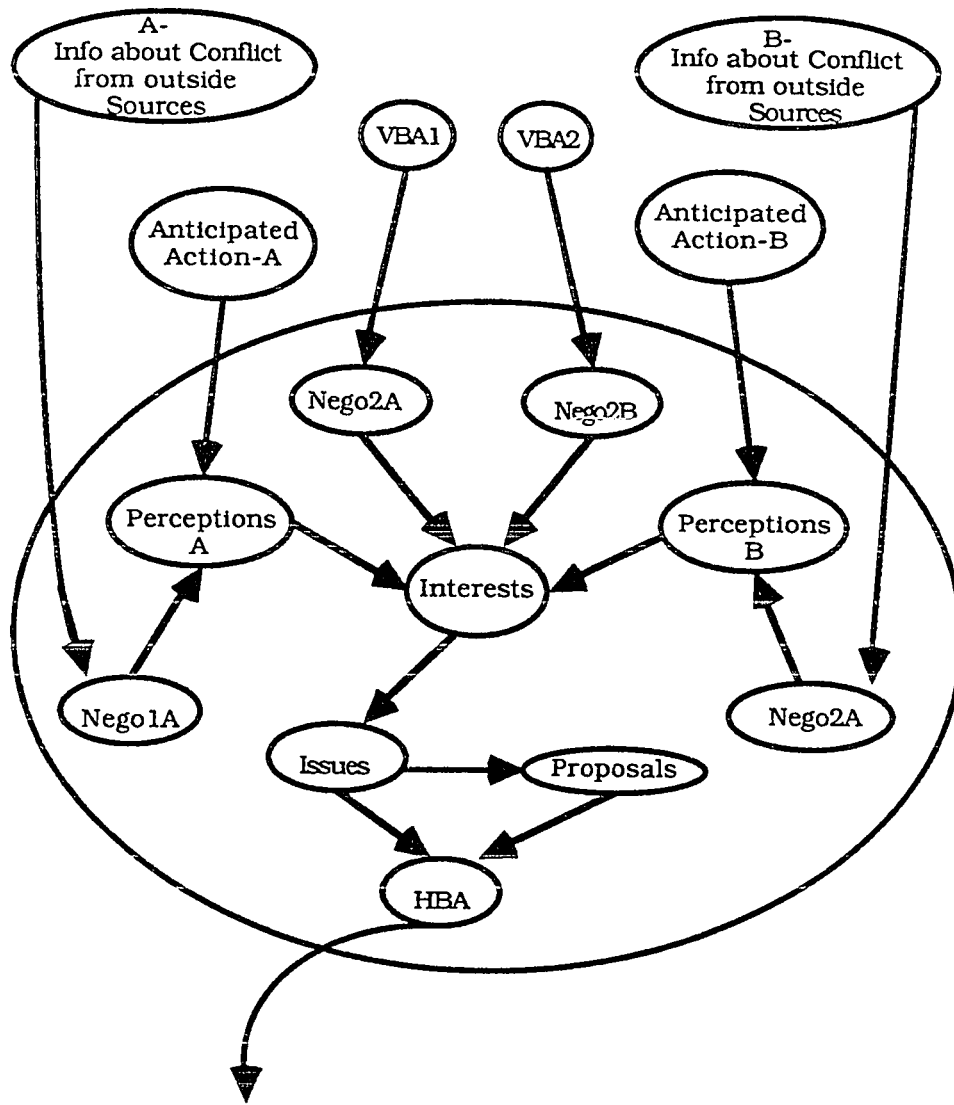 A-
Info about Conflict
from outside
Sources
B-
Info about Conflict
from outside
Sources
VBA1
VBA2
Anticipated
Action-A
Anticipated
Action-B
Nego2A
Nego2B
Perceptions
A
Perceptions
B
Interests
Nego1A
Nego2A
Issues
Proposals
HBA